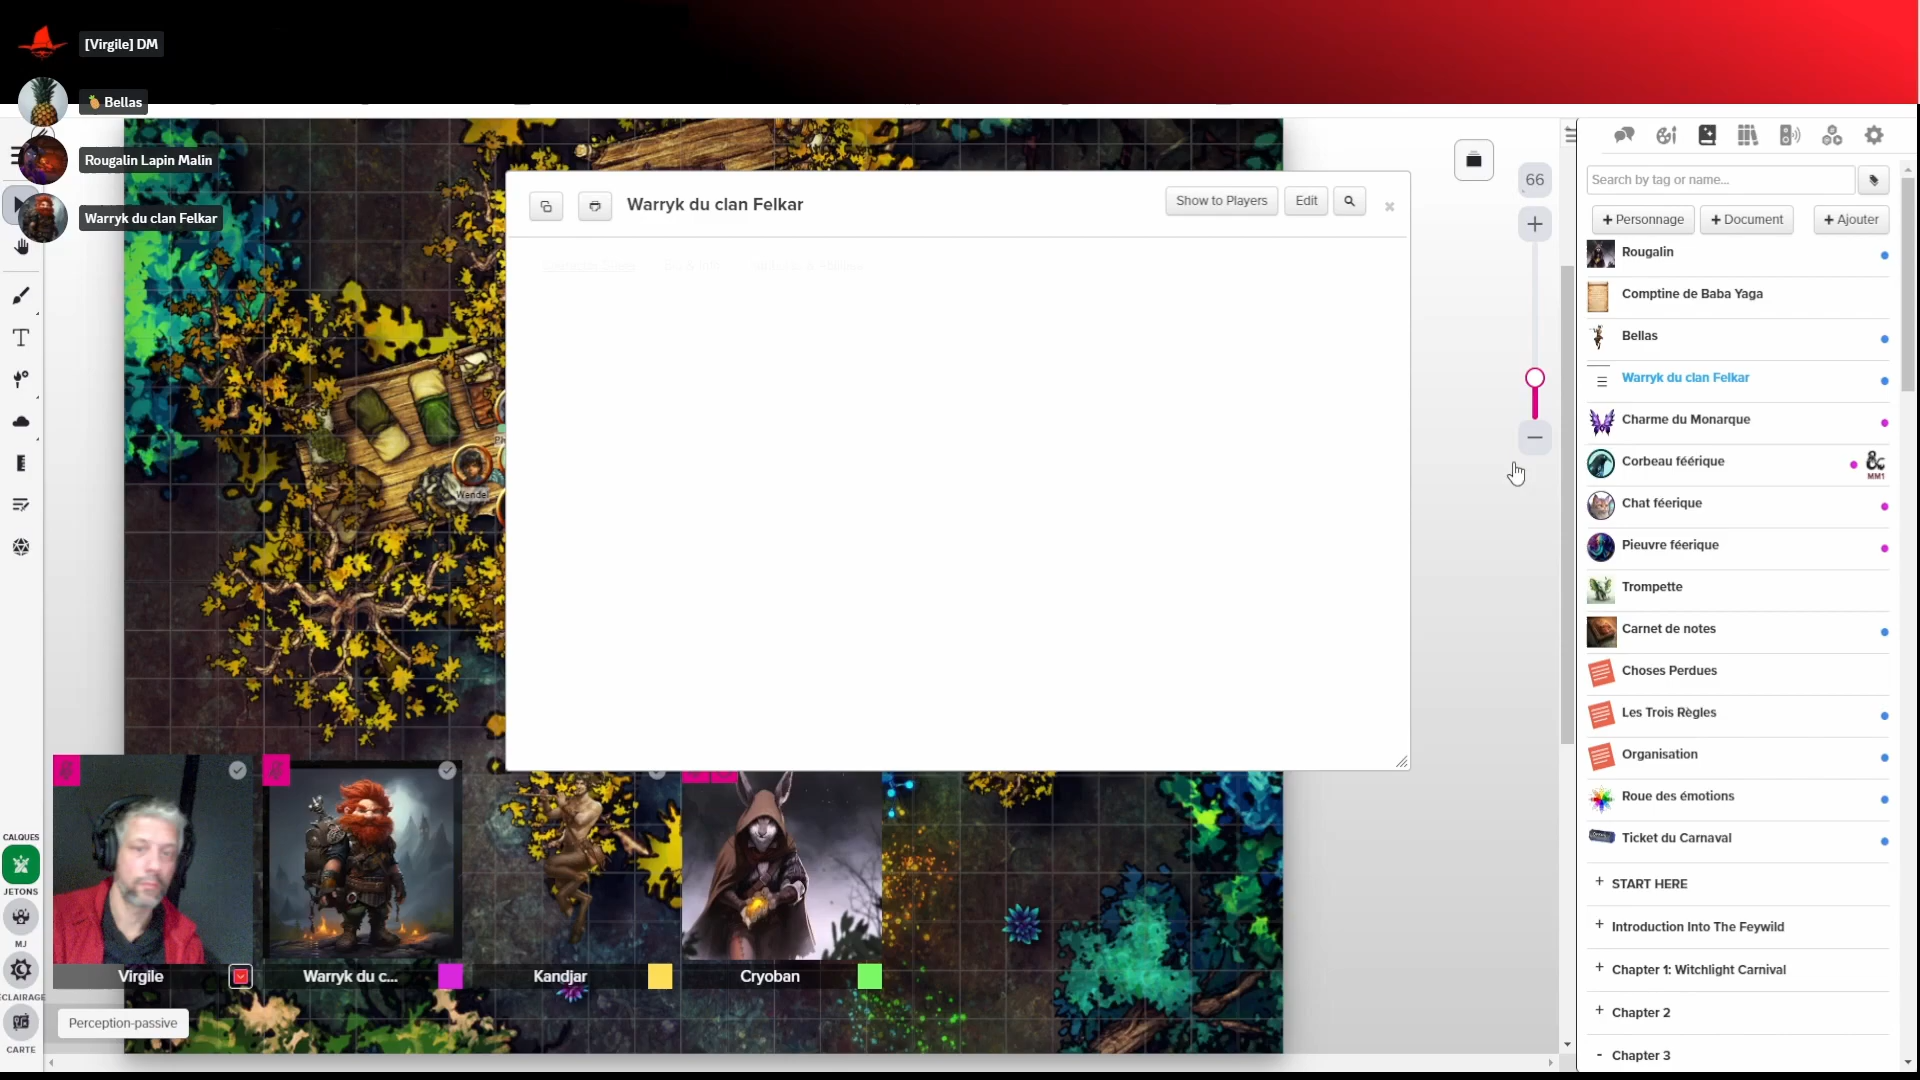 [Virgile] DM
Bellas
Rougalin Lapin Malin
Warryk du clan Felkar
Warryk du clan Felkar
Show to Players
Edit
66
Search by tag or name...
+ Personnage
+ Document
+ Ajouter
Rougalin
Comptine de Baba Yaga
Bellas
Warryk du clan Felkar
Charme du Monarque
Corbeau féérique
&
MM1
Chat féerique
Pieuvre féerique
Trompette
Carnet de notes
Choses Perdues
Les Trois Règles
Organisation
Roue des émotions
Ticket du Carnaval
+ START HERE
+ Introduction Into The Feywild
+ Chapter 1: Witchlight Carnival
+ Chapter 2
- Chapter 3
Wendel
CALQUES
JETONS
MJ
ECLAIRAGE
CARTE
Virgile
Warryk du c...
Kandjar
Cryoban
Perception-passive